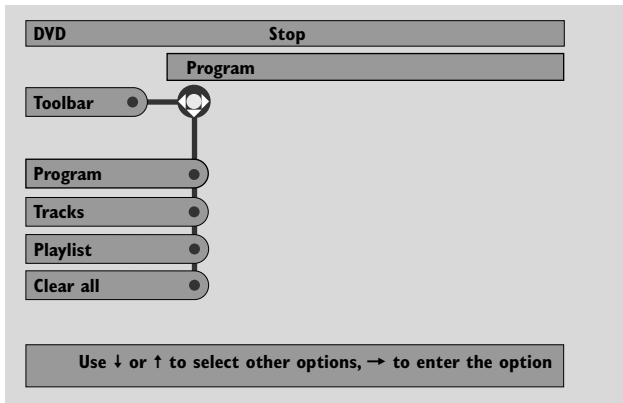 DVD Stop
Program
Toolbar
Program
Tracks
Playlist
Clear all
Use ↓ or ↑ to select other options, → to enter the option